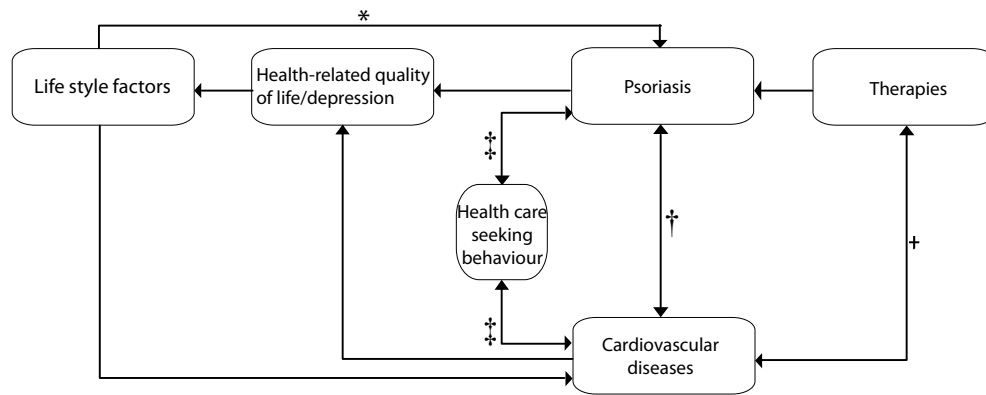 *
Life style factors
Health-related quality
of life/depression
Psoriasis
Therapies
‡
Health care
seeking
behaviour
†
+
‡
Cardiovascular
diseases